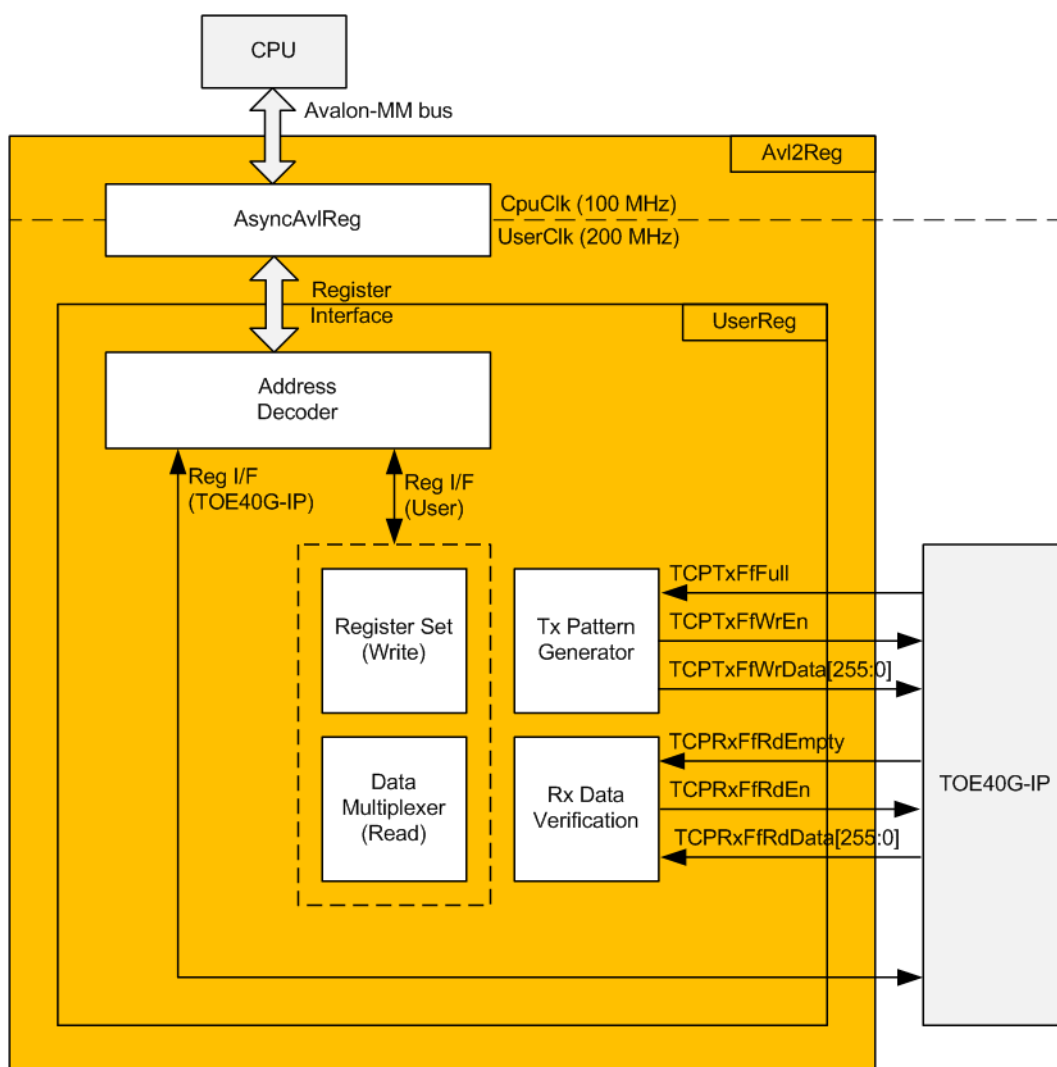 CPU
Avalon-MM bus
Avl2Reg
AsyncAvlReg
CpuClk (100 MHz)
UserClk (200 MHz)
Register
Interface
UserReg
Address
Decoder
Reg I/F
(TOE40G-IP)
Reg I/F
(User)
Register Set
(Write)
Tx Pattern
Generator
TCPTxFfFull
TCPTxFfWrEn
TCPTxFfWrData[255:0]
Data
Multiplexer
(Read)
Rx Data
Verification
TCPRxFfRdEmpty
TCPRxFfRdEn
TCPRxFfRdData[255:0]
TOE40G-IP